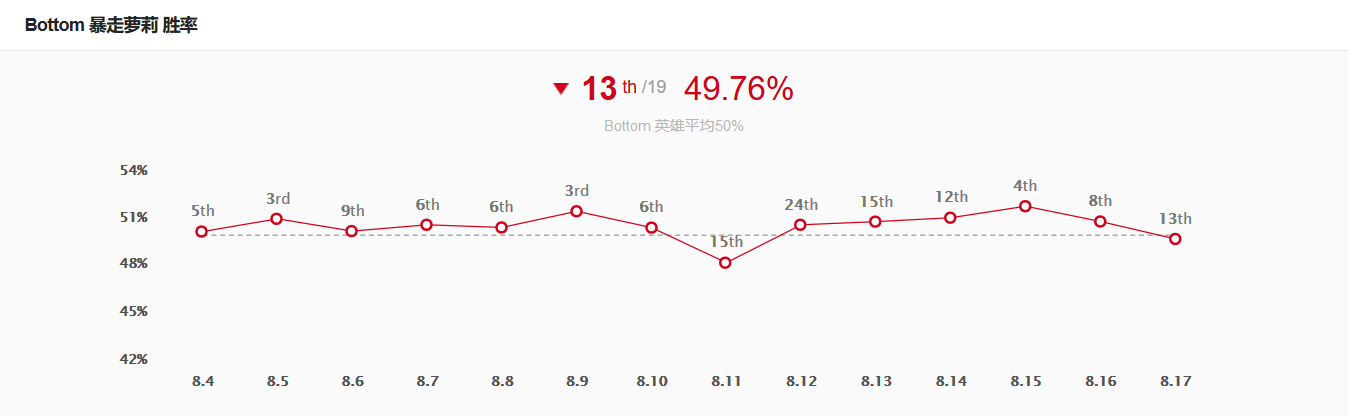 Bottom 暴走萝莉 胜率
13 th /19 49.76%
Bottom 英雄平均50%
54%
5th 3rd 9th 6th 6th 3rd 6th 15th 24th 15th 12th 4th 8th 13th
51%
48%
45%
42%
8.4 8.5 8.6 8.7 8.8 8.9 8.10 8.11 8.12 8.13 8.14 8.15 8.16 8.17